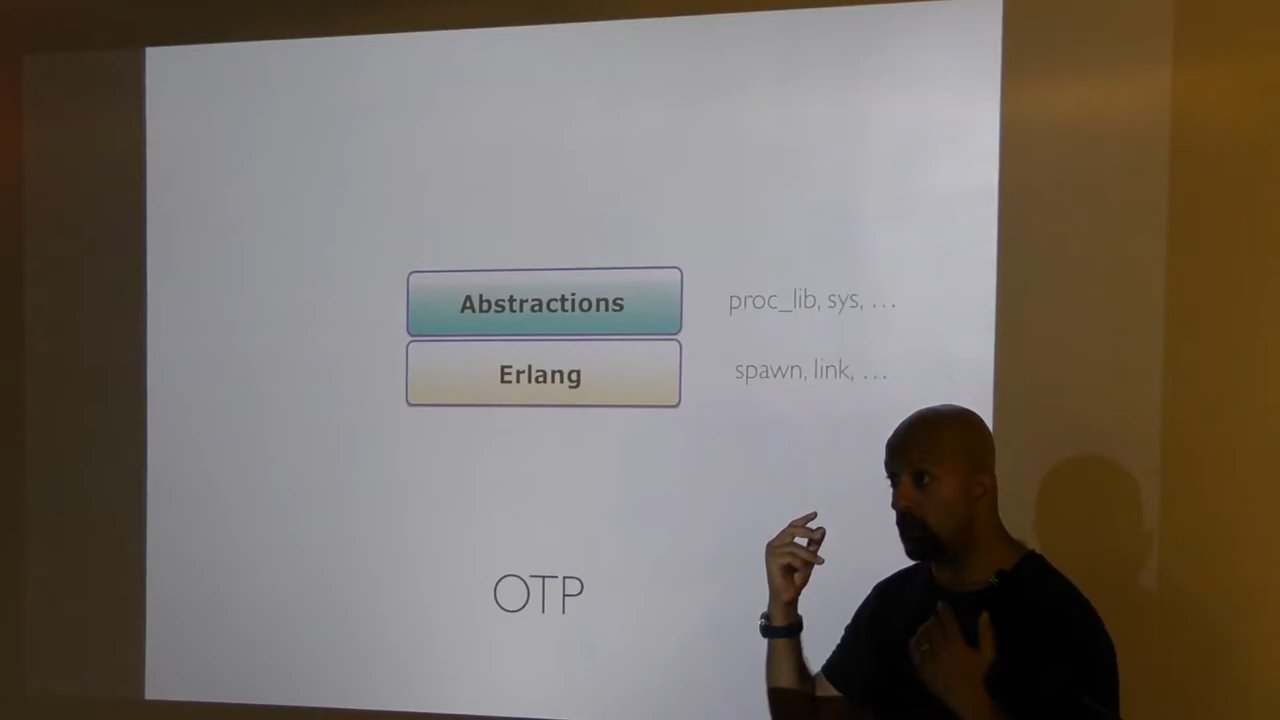 Abstractions
proc_lib, sys, …
Erlang
spawn, link, …
OTP